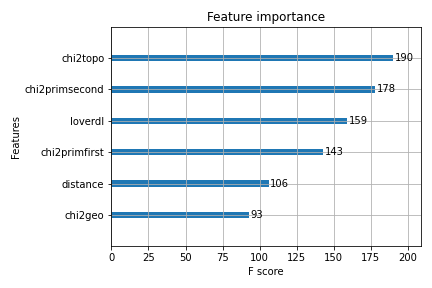 Feature importance
Features
chi2topo 190
chi2primsecond 178
loverdl 159
chi2primfirst 143
distance 106
chi2geo 93
0 25 50 75 100 125 150 175 200
F score